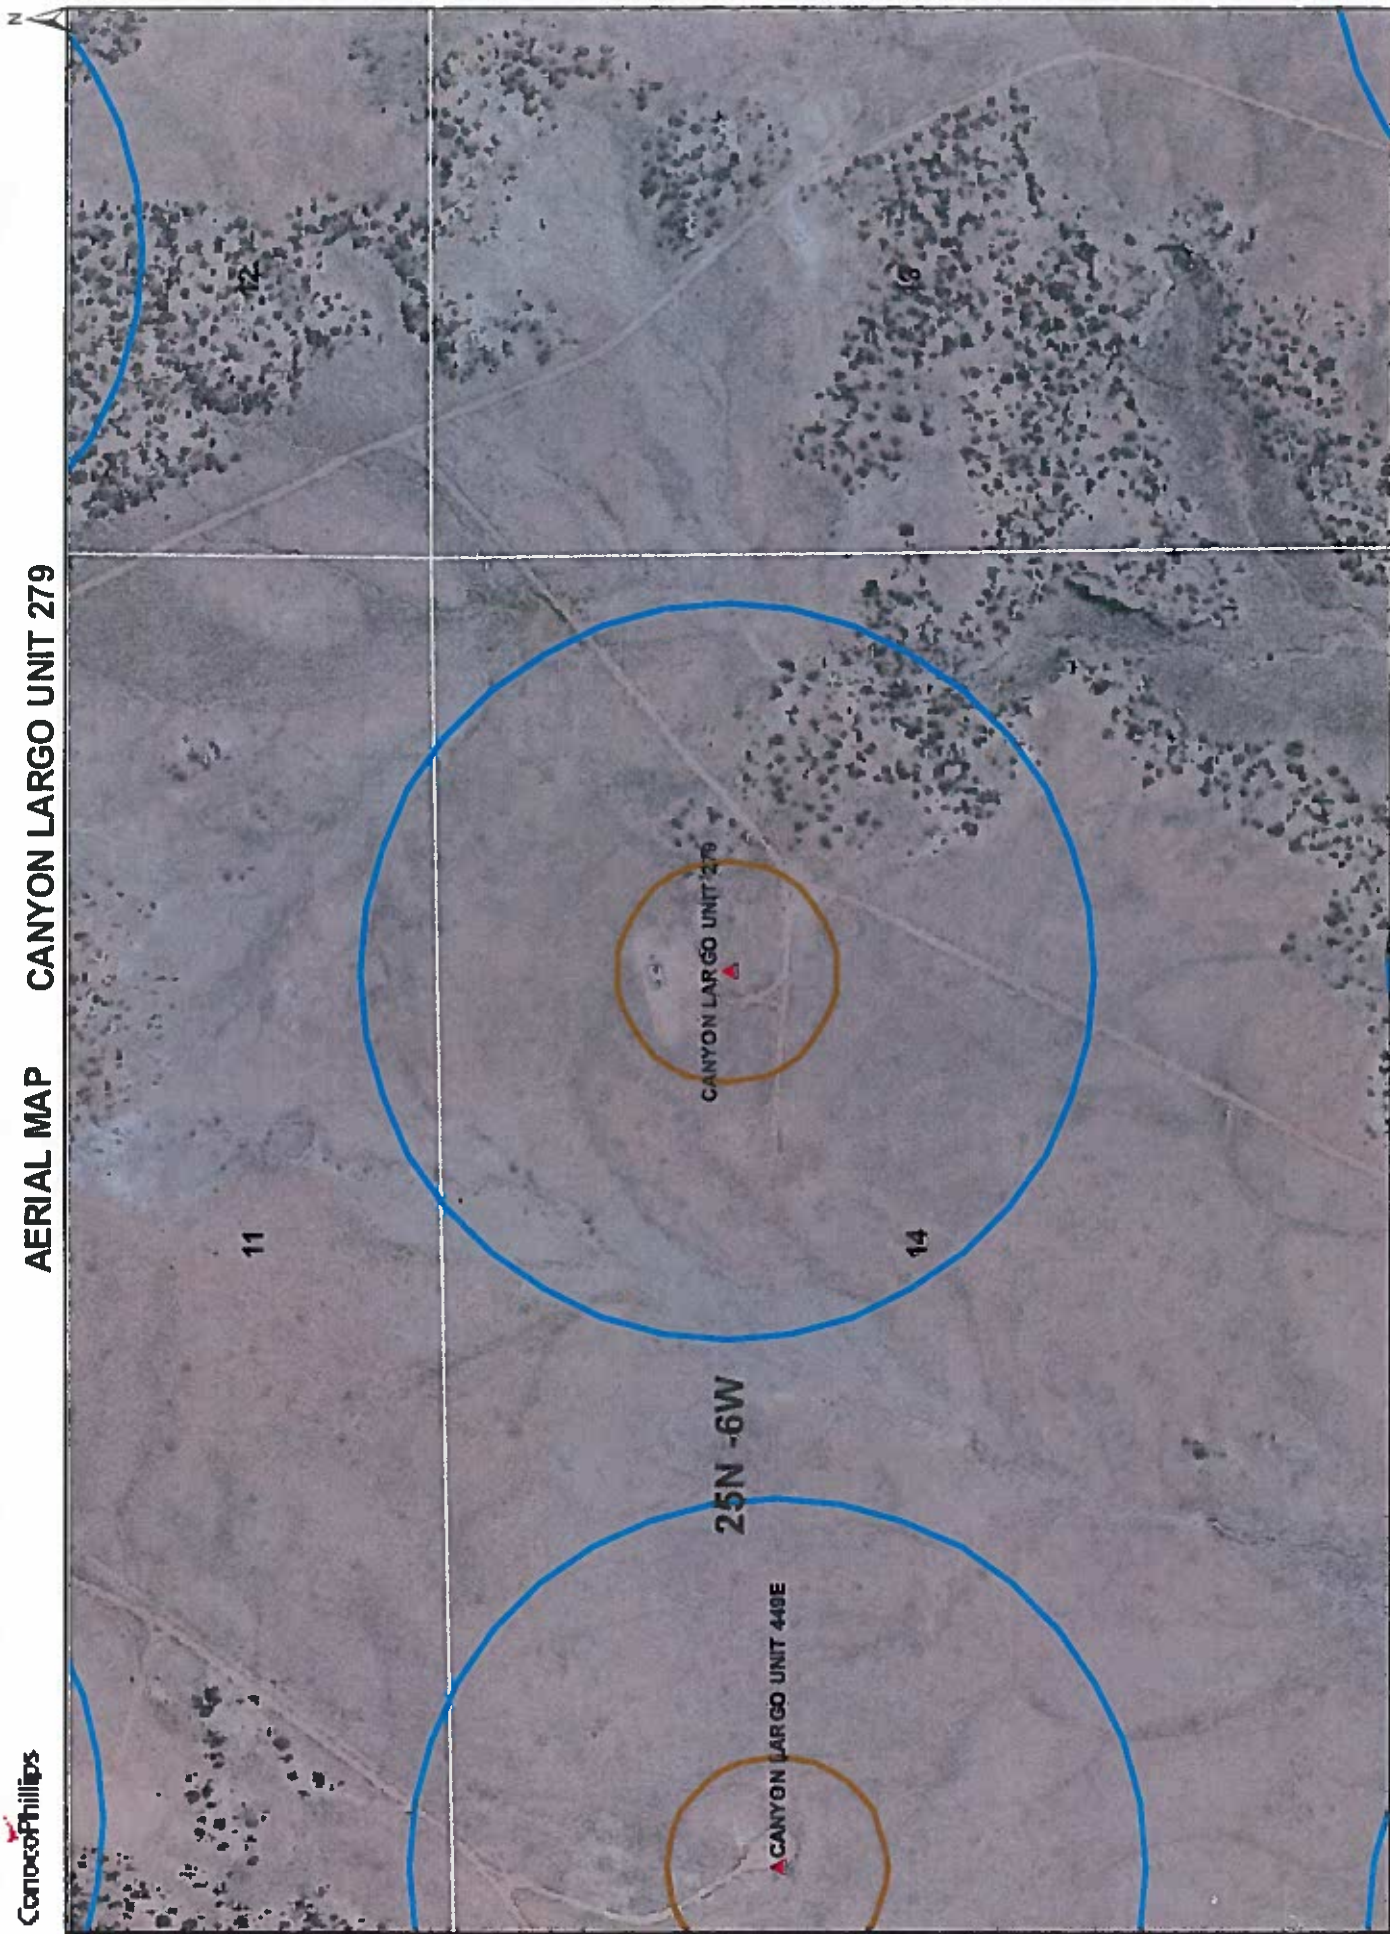 ConocoPhillips
AERIAL MAP CANYON LARGO UNIT 279
N
12
11
13
14
CANYON LARGO UNIT 279
25N -6W
CANYON LARGO UNIT 449E